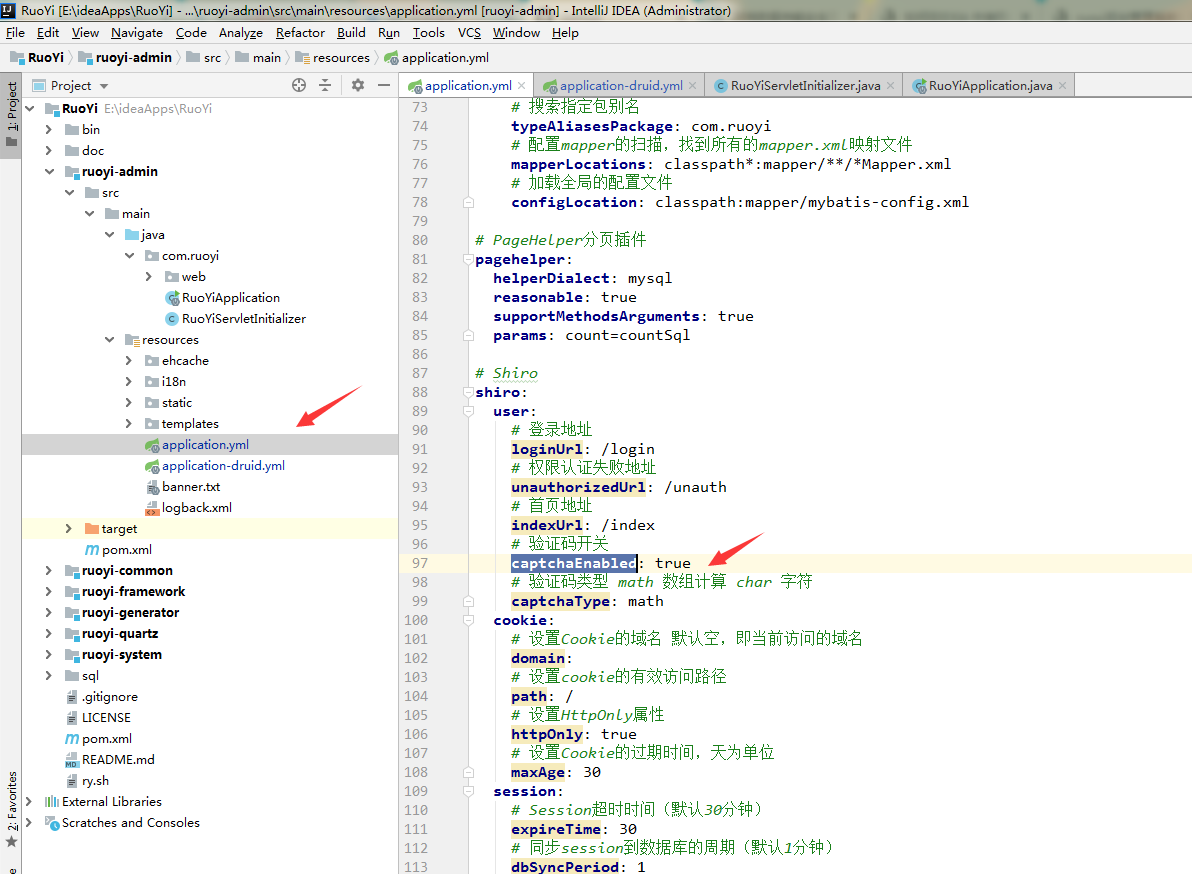 RuoYi [E:\ideaApps\RuoYi] - ...\ruoyi-admin\src\main\resources\application.yml [ruoyi-admin] - IntelliJ IDEA (Administrator)
File Edit View Navigate Code Analyze Refactor Build Run Tools VCS Window Help
RuoYi ruoyi-admin src main resources application.yml
1: Project
2: Favorites
Project
RuoYi E:\ideaApps\RuoYi
bin
doc
ruoyi-admin
src
main
java
com.ruoyi
web
RuoYiApplication
RuoYiServletInitializer
resources
ehcache
i18n
static
templates
application.yml
application-druid.yml
banner.txt
logback.xml
target
pom.xml
ruoyi-common
ruoyi-framework
ruoyi-generator
ruoyi-quartz
ruoyi-system
sql
.gitignore
LICENSE
pom.xml
README.md
ry.sh
External Libraries
Scratches and Consoles
application.yml application-druid.yml RuoYiServletInitializer.java RuoYiApplication.java
73 # 搜索指定包别名
74 typeAliasesPackage: com.ruoyi
75 # 配置mapper的扫描，找到所有的mapper.xml映射文件
76 mapperLocations: classpath*:mapper/**/*Mapper.xml
77 # 加载全局的配置文件
78 configLocation: classpath:mapper/mybatis-config.xml
79
80 # PageHelper分页插件
81 pagehelper:
82 helperDialect: mysql
83 reasonable: true
84 supportMethodsArguments: true
85 params: count=countSql
86
87 # Shiro
88 shiro:
89 user:
90 # 登录地址
91 loginUrl: /login
92 # 权限认证失败地址
93 unauthorizedUrl: /unauth
94 # 首页地址
95 indexUrl: /index
96 # 验证码开关
97 captchaEnabled: true
98 # 验证码类型 math 数组计算 char 字符
99 captchaType: math
100 cookie:
101 # 设置Cookie的域名 默认空，即当前访问的域名
102 domain:
103 # 设置cookie的有效访问路径
104 path: /
105 # 设置HttpOnly属性
106 httpOnly: true
107 # 设置Cookie的过期时间，天为单位
108 maxAge: 30
109 session:
110 # Session超时时间（默认30分钟）
111 expireTime: 30
112 # 同步session到数据库的周期（默认1分钟）
113 dbSyncPeriod: 1